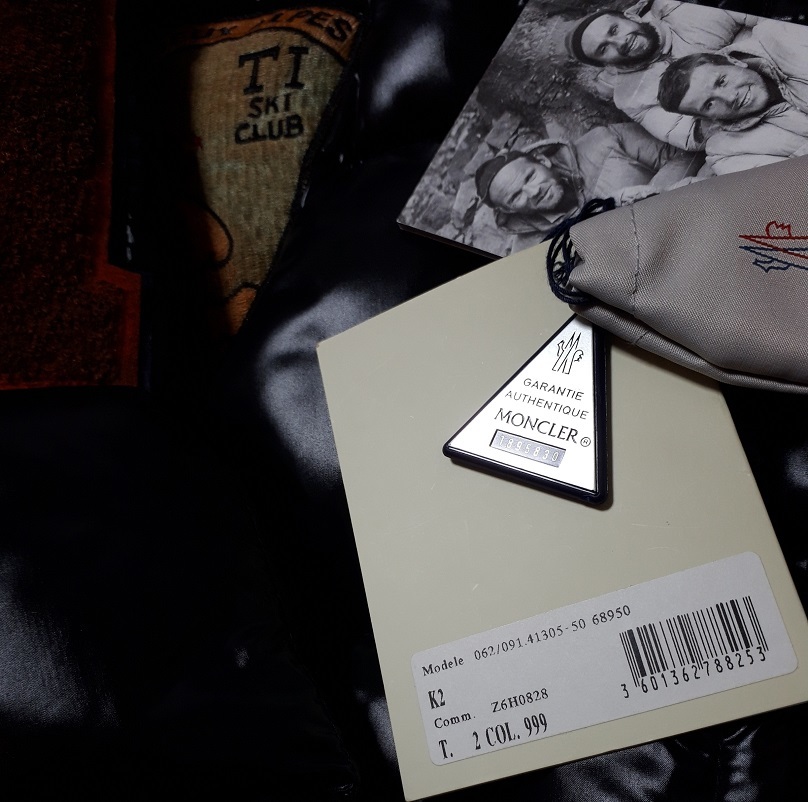 TI
SKI
CLUB
GARANTIE
AUTHENTIQUE
MONCLER®
Modele 062/091.41305-50 68950
K2
Comm. Z6H0828
T. 2 COL. 999
3 601362 788253